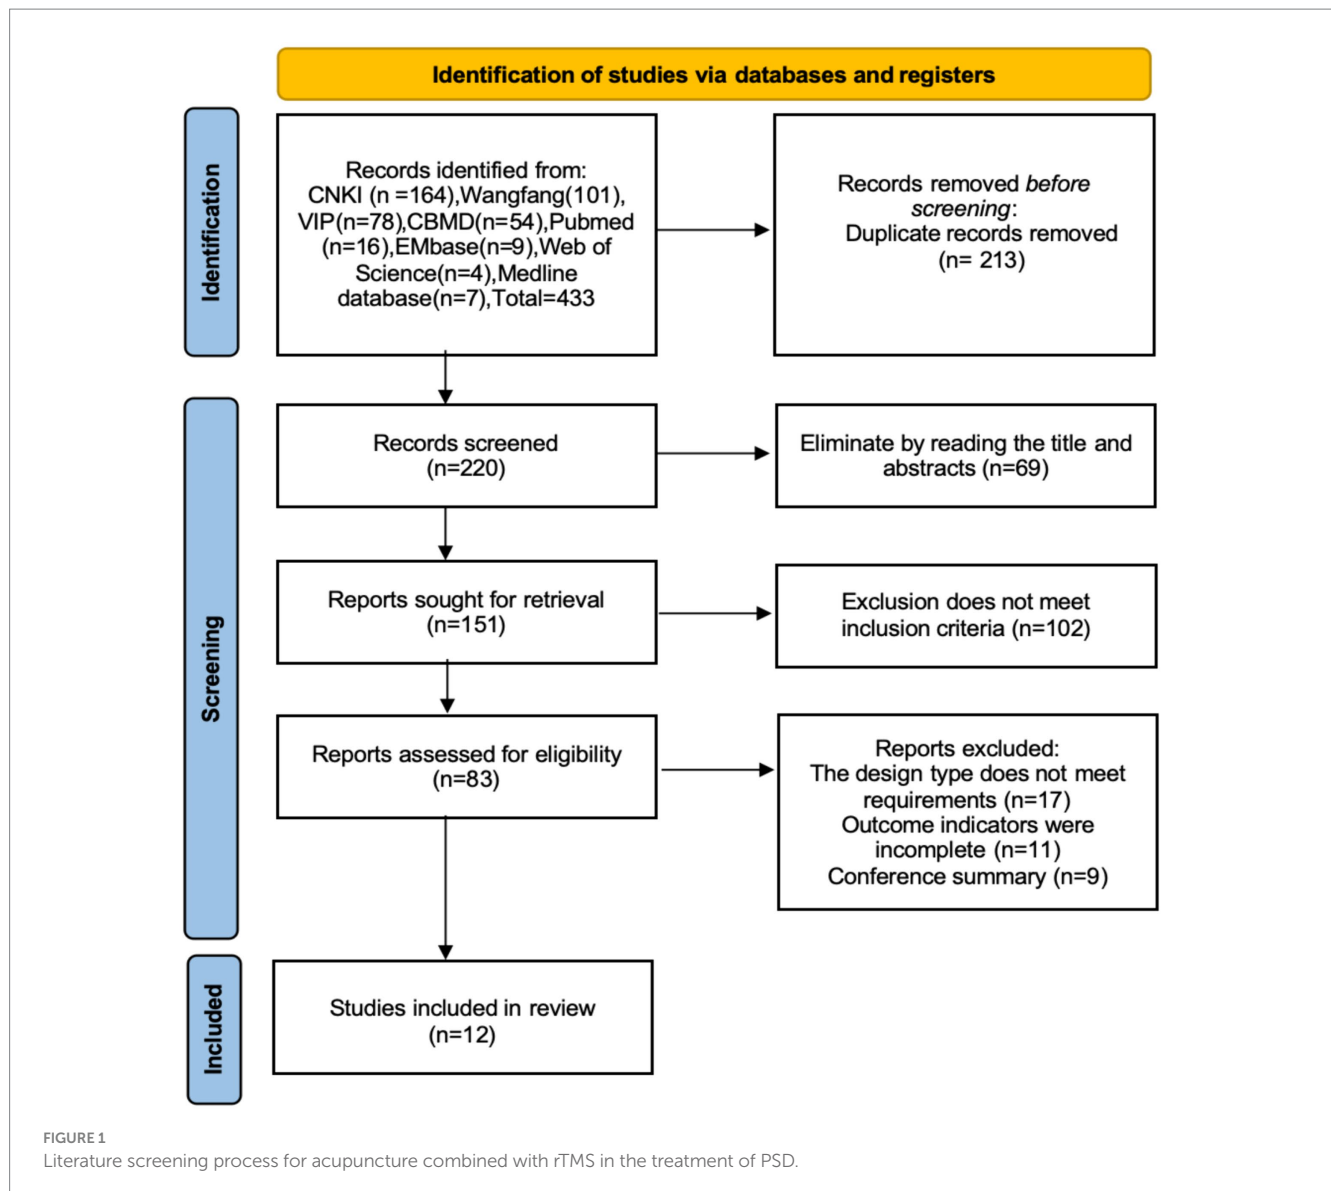 Identification of studies via databases and registers
Identification
Records identified from:
CNKI (n =164),Wangfang(101),
VIP(n=78),CBMD(n=54),Pubmed
(n=16),EMbase(n=9),Web of
Science(n=4),Medline
database(n=7),Total=433
Records removed before
screening:
Duplicate records removed
(n= 213)
Screening
Records screened
(n=220)
Eliminate by reading the title and
abstracts (n=69)
Reports sought for retrieval
(n=151)
Exclusion does not meet
inclusion criteria (n=102)
Reports assessed for eligibility
(n=83)
Reports excluded:
The design type does not meet
requirements (n=17)
Outcome indicators were
incomplete (n=11)
Conference summary (n=9)
Included
Studies included in review
(n=12)
FIGURE 1
Literature screening process for acupuncture combined with rTMS in the treatment of PSD.